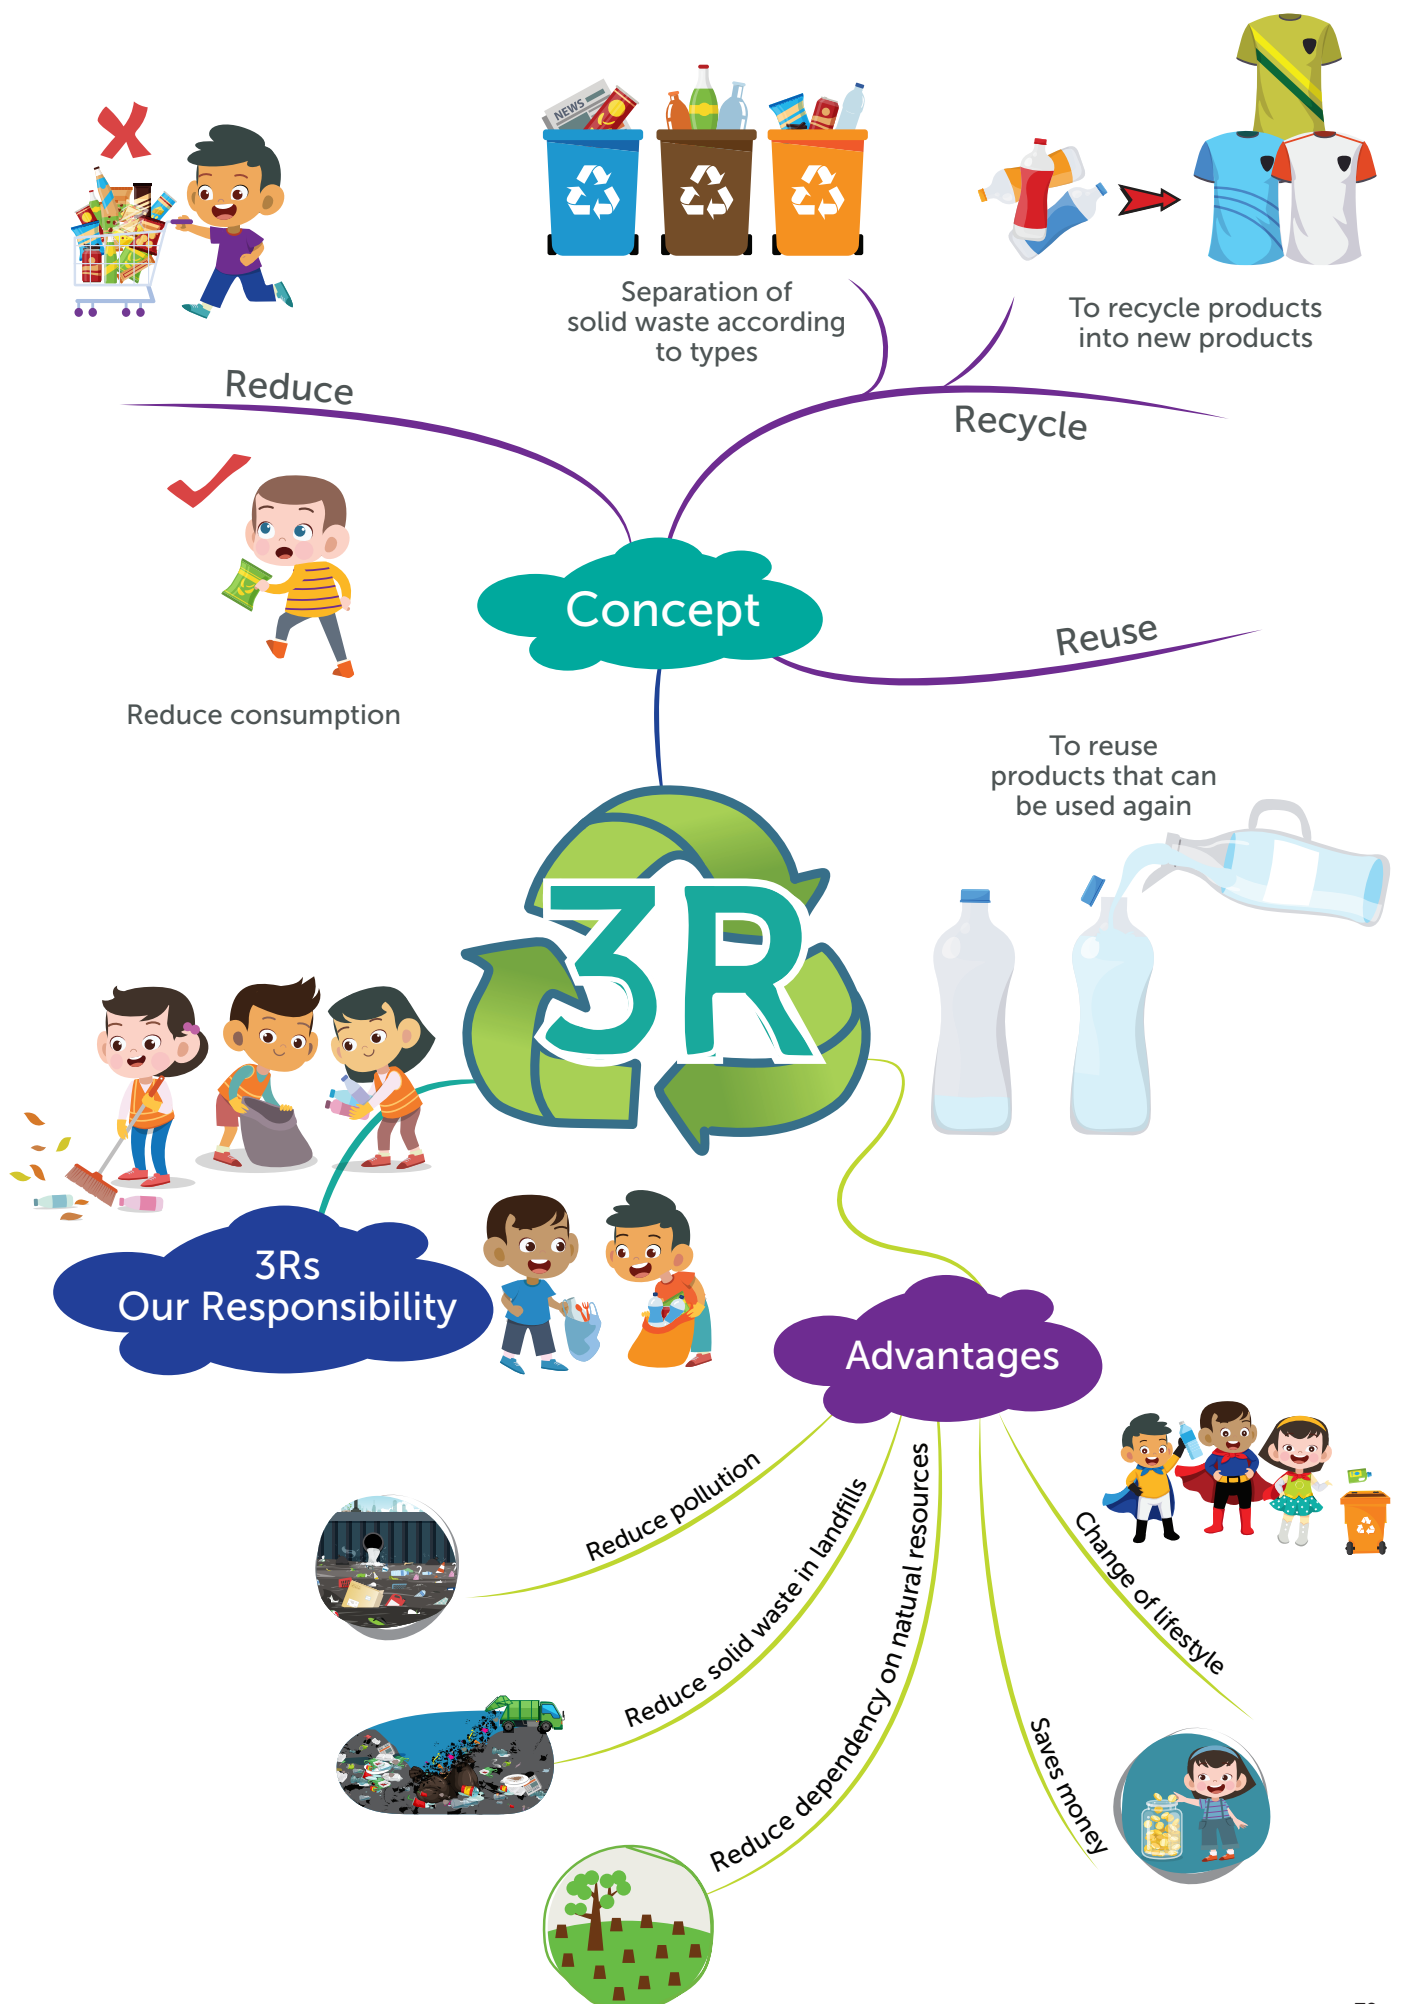 NEWS
Separation of
solid waste according
to types
To recycle products
into new products
Reduce
Recycle
Concept
Reuse
Reduce consumption
To reuse
products that can
be used again
3R
3Rs
Our Responsibility
Advantages
Reduce pollution
Reduce solid waste in landfills
Reduce dependency on natural resources
Saves money
Change of lifestyle